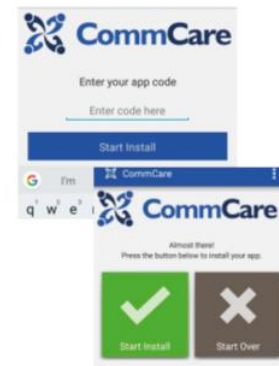 CommCare
Enter your app code
Enter code here
Start Install
G I'm
q w e
CommCare
CommCare
Almost there!
Press the button below to install your app.
Start Install
Start Over